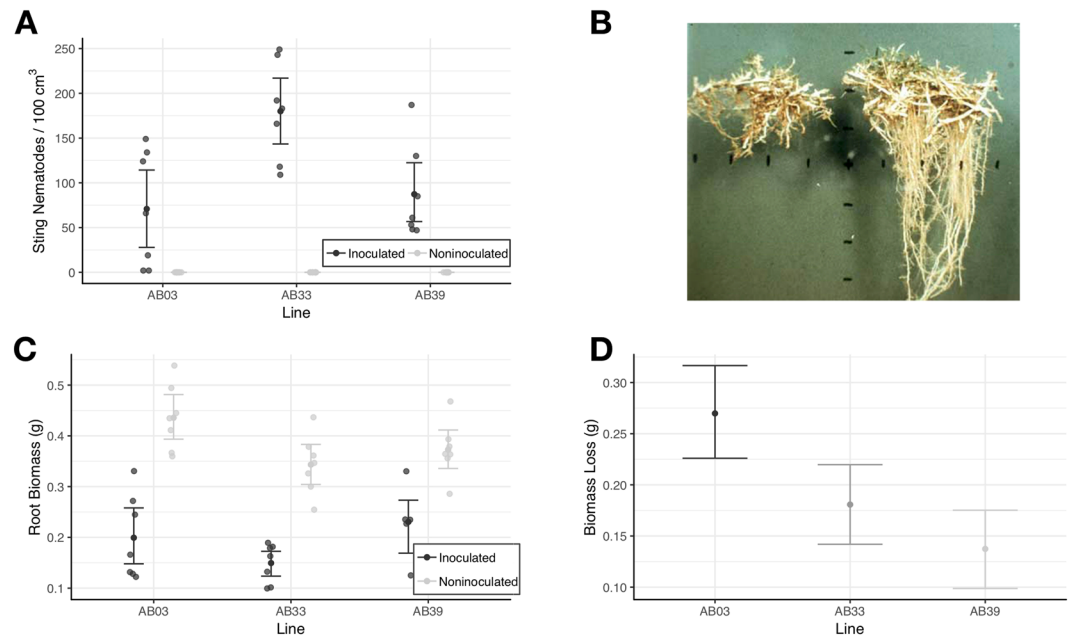 A
250
200
150
100
50
0
Sting Nematodes / 100 cm³
Inoculated Noninoculated
AB03 AB33 AB39
Line
B
C
0.5
0.4
0.3
0.2
0.1
Root Biomass (g)
Inoculated
Noninoculated
AB03 AB33 AB39
Line
D
0.30
0.25
0.20
0.15
0.10
Biomass Loss (g)
AB03 AB33 AB39
Line